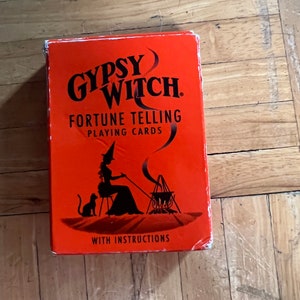 GYPSY
WITCH®
FORTUNE TELLING
PLAYING CARDS
WITH INSTRUCTIONS